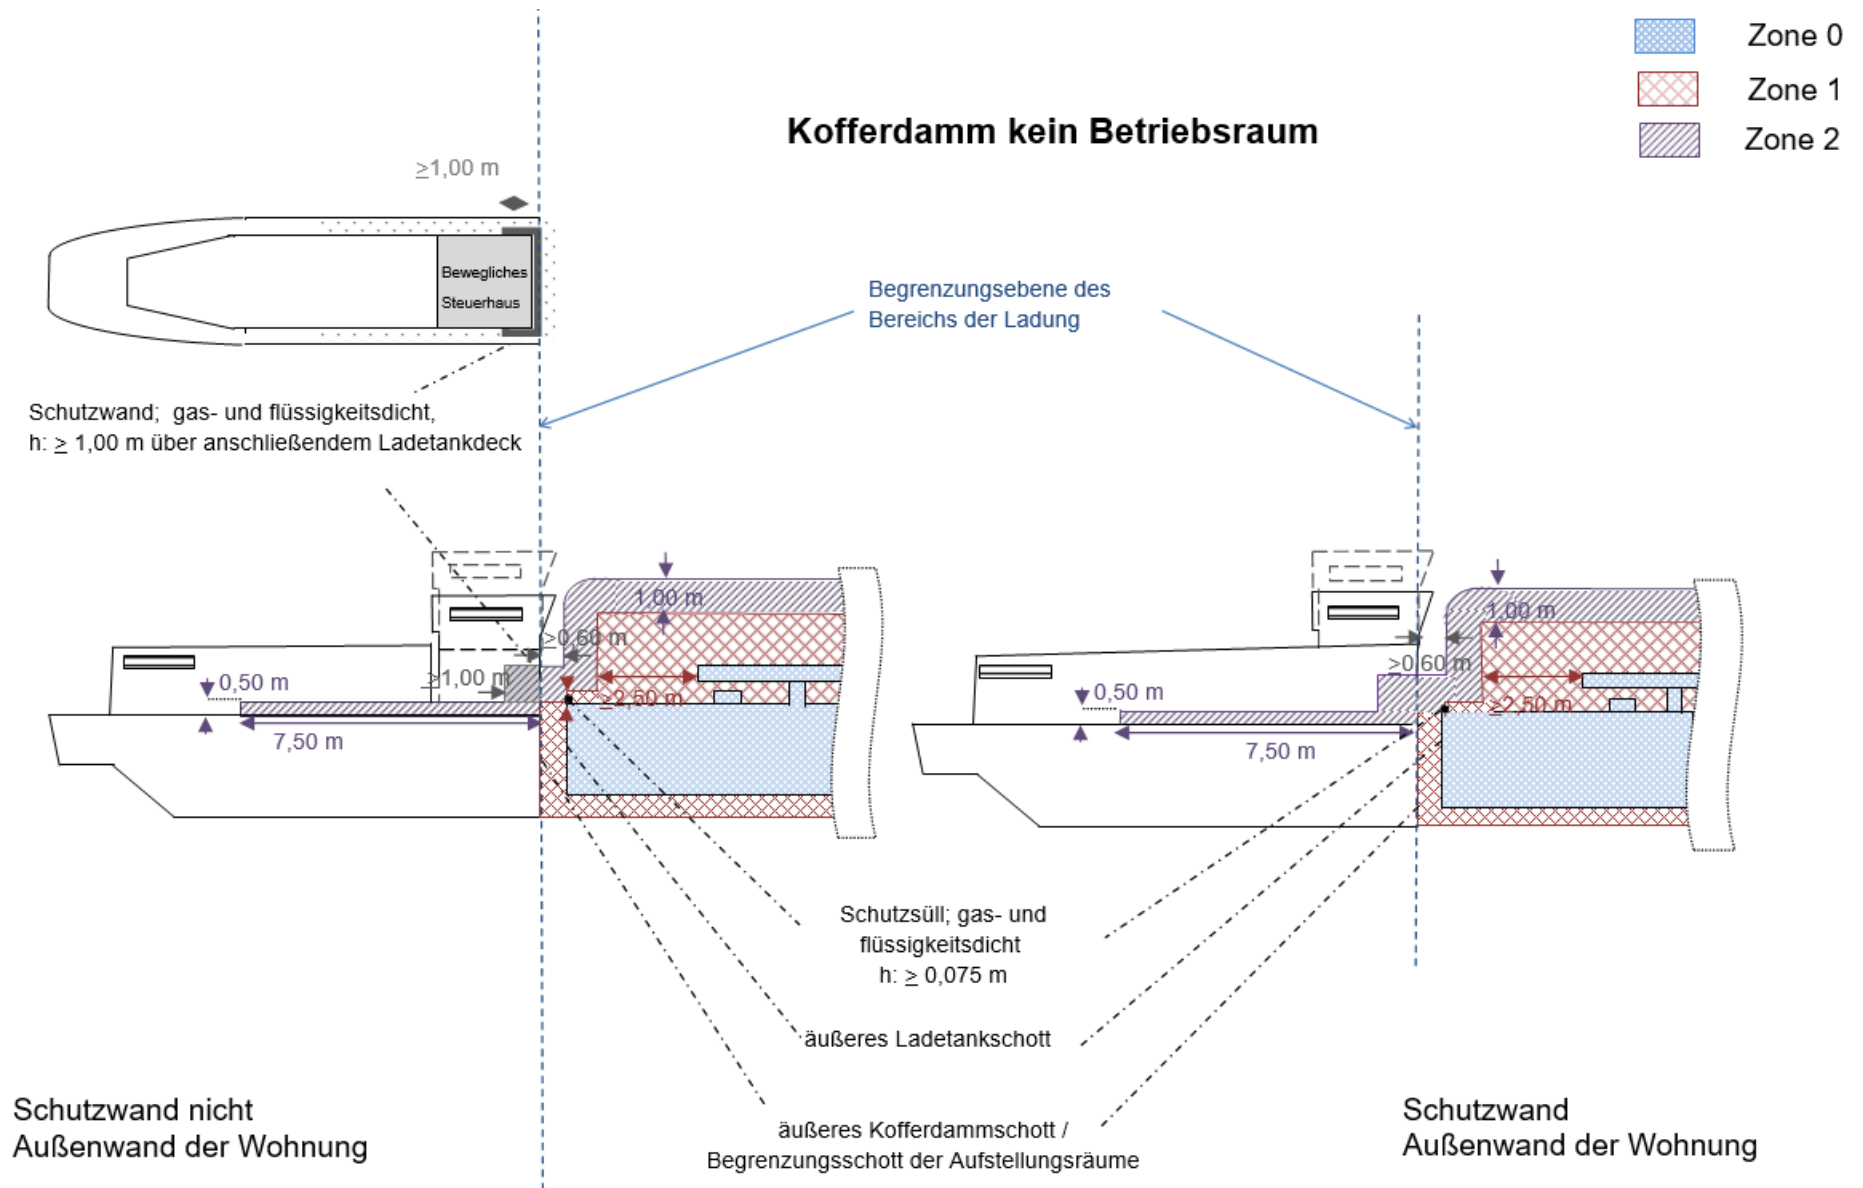 Zone 0
Zone 1
Zone 2
Kofferdamm kein Betriebsraum
≥1,00 m
Bewegliches
Steuerhaus
Begrenzungsebene des
Bereichs der Ladung
Schutzwand; gas- und flüssigkeitsdicht,
h: ≥ 1,00 m über anschließendem Ladetankdeck
1,00 m
≥0,60 m
≥1,00 m
0,50 m
≥2,50 m
7,50 m
1,00 m
≥0,60 m
0,50 m
≥2,50 m
7,50 m
Schutzsüll; gas- und
flüssigkeitsdicht
h: ≥ 0,075 m
äußeres Ladetankschott
äußeres Kofferdammschott /
Begrenzungsschott der Aufstellungsräume
Schutzwand nicht
Außenwand der Wohnung
Schutzwand
Außenwand der Wohnung